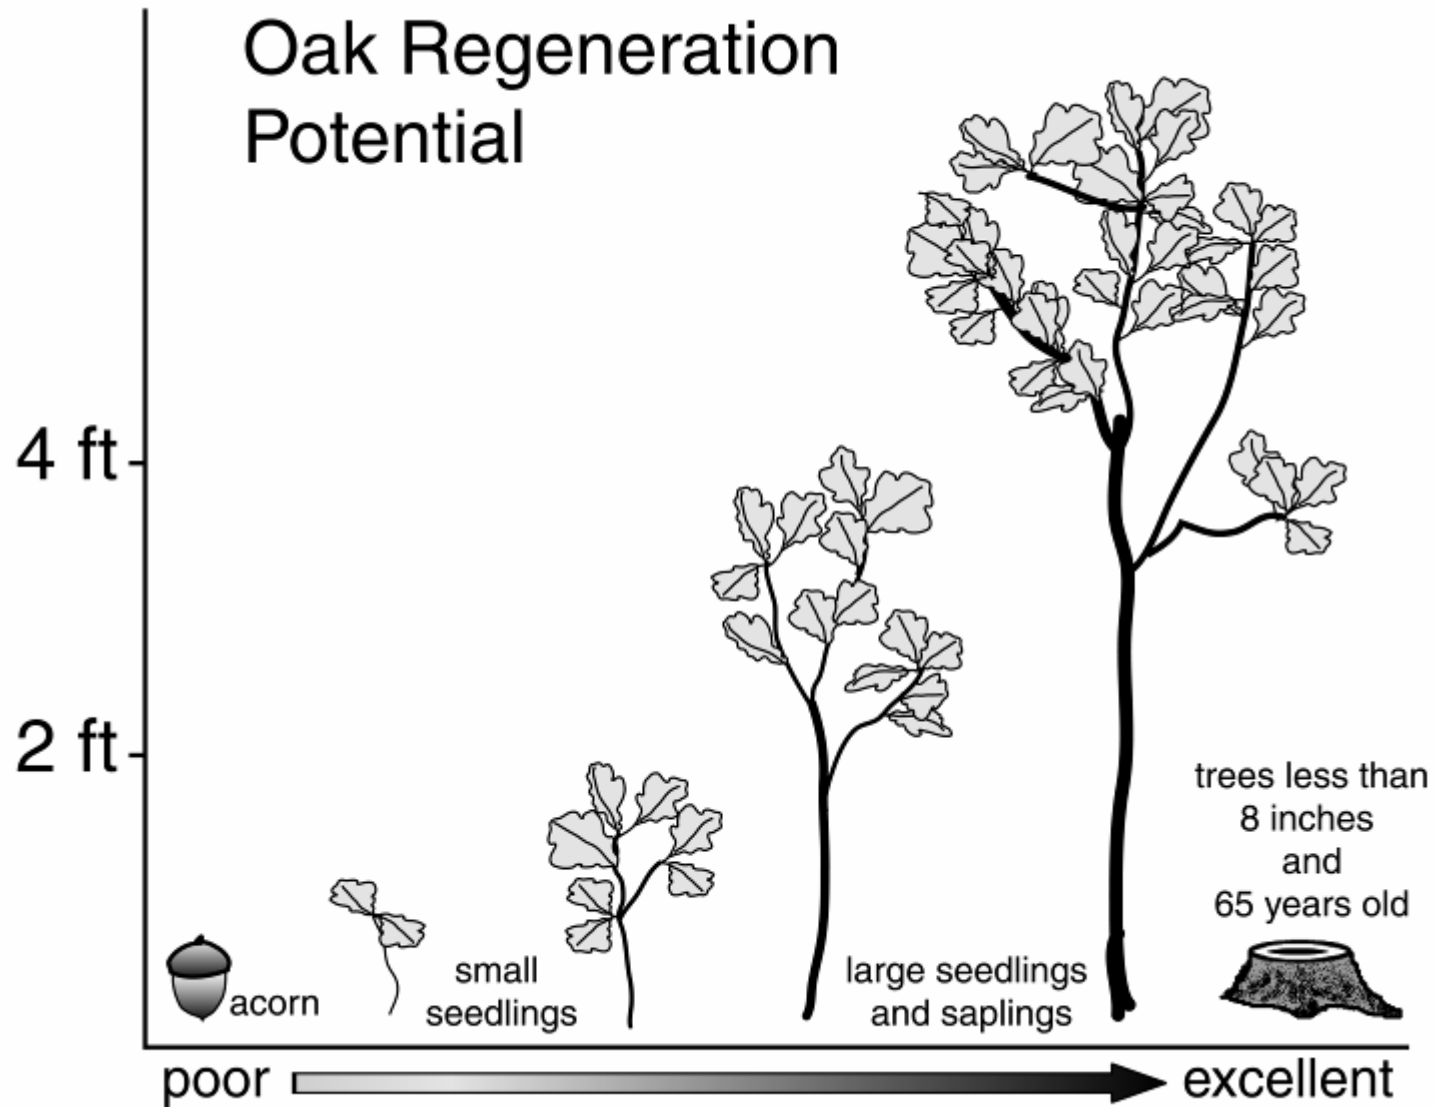 Oak Regeneration
Potential
4 ft
2 ft
acorn
small
seedlings
large seedlings
and saplings
trees less than
8 inches
and
65 years old
poor
excellent